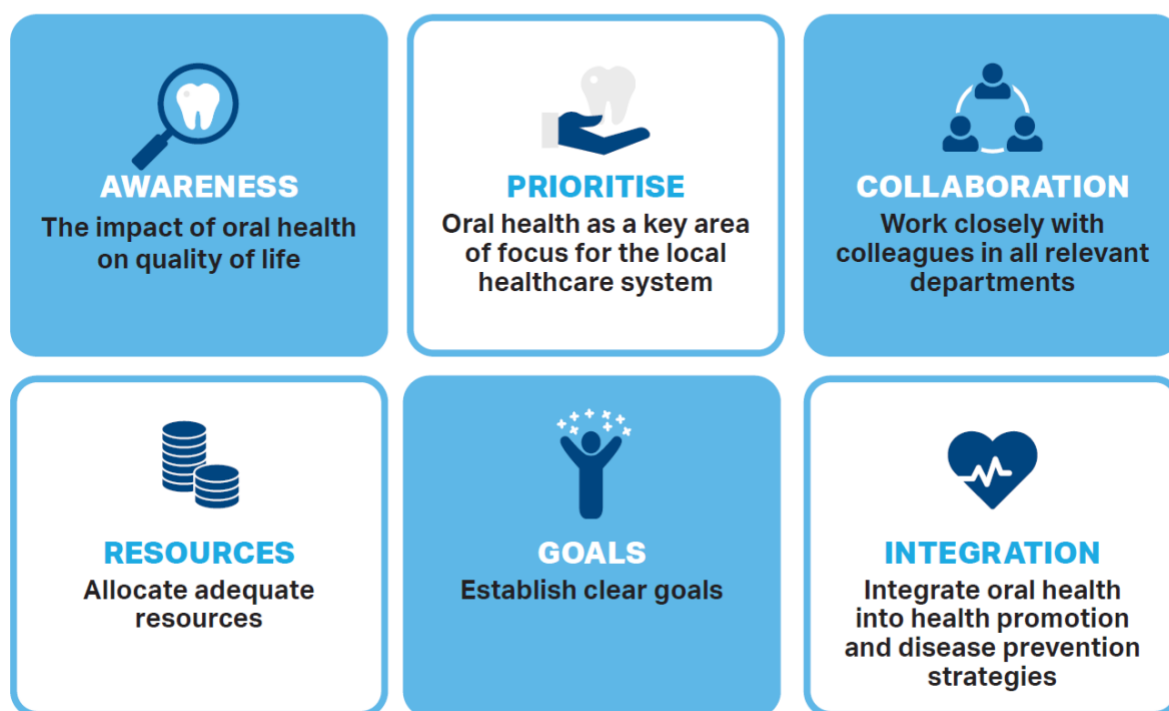 AWARENESS
The impact of oral health
on quality of life
PRIORITISE
Oral health as a key area
of focus for the local
healthcare system
COLLABORATION
Work closely with
colleagues in all relevant
departments
RESOURCES
Allocate adequate
resources
GOALS
Establish clear goals
INTEGRATION
Integrate oral health
into health promotion
and disease prevention
strategies